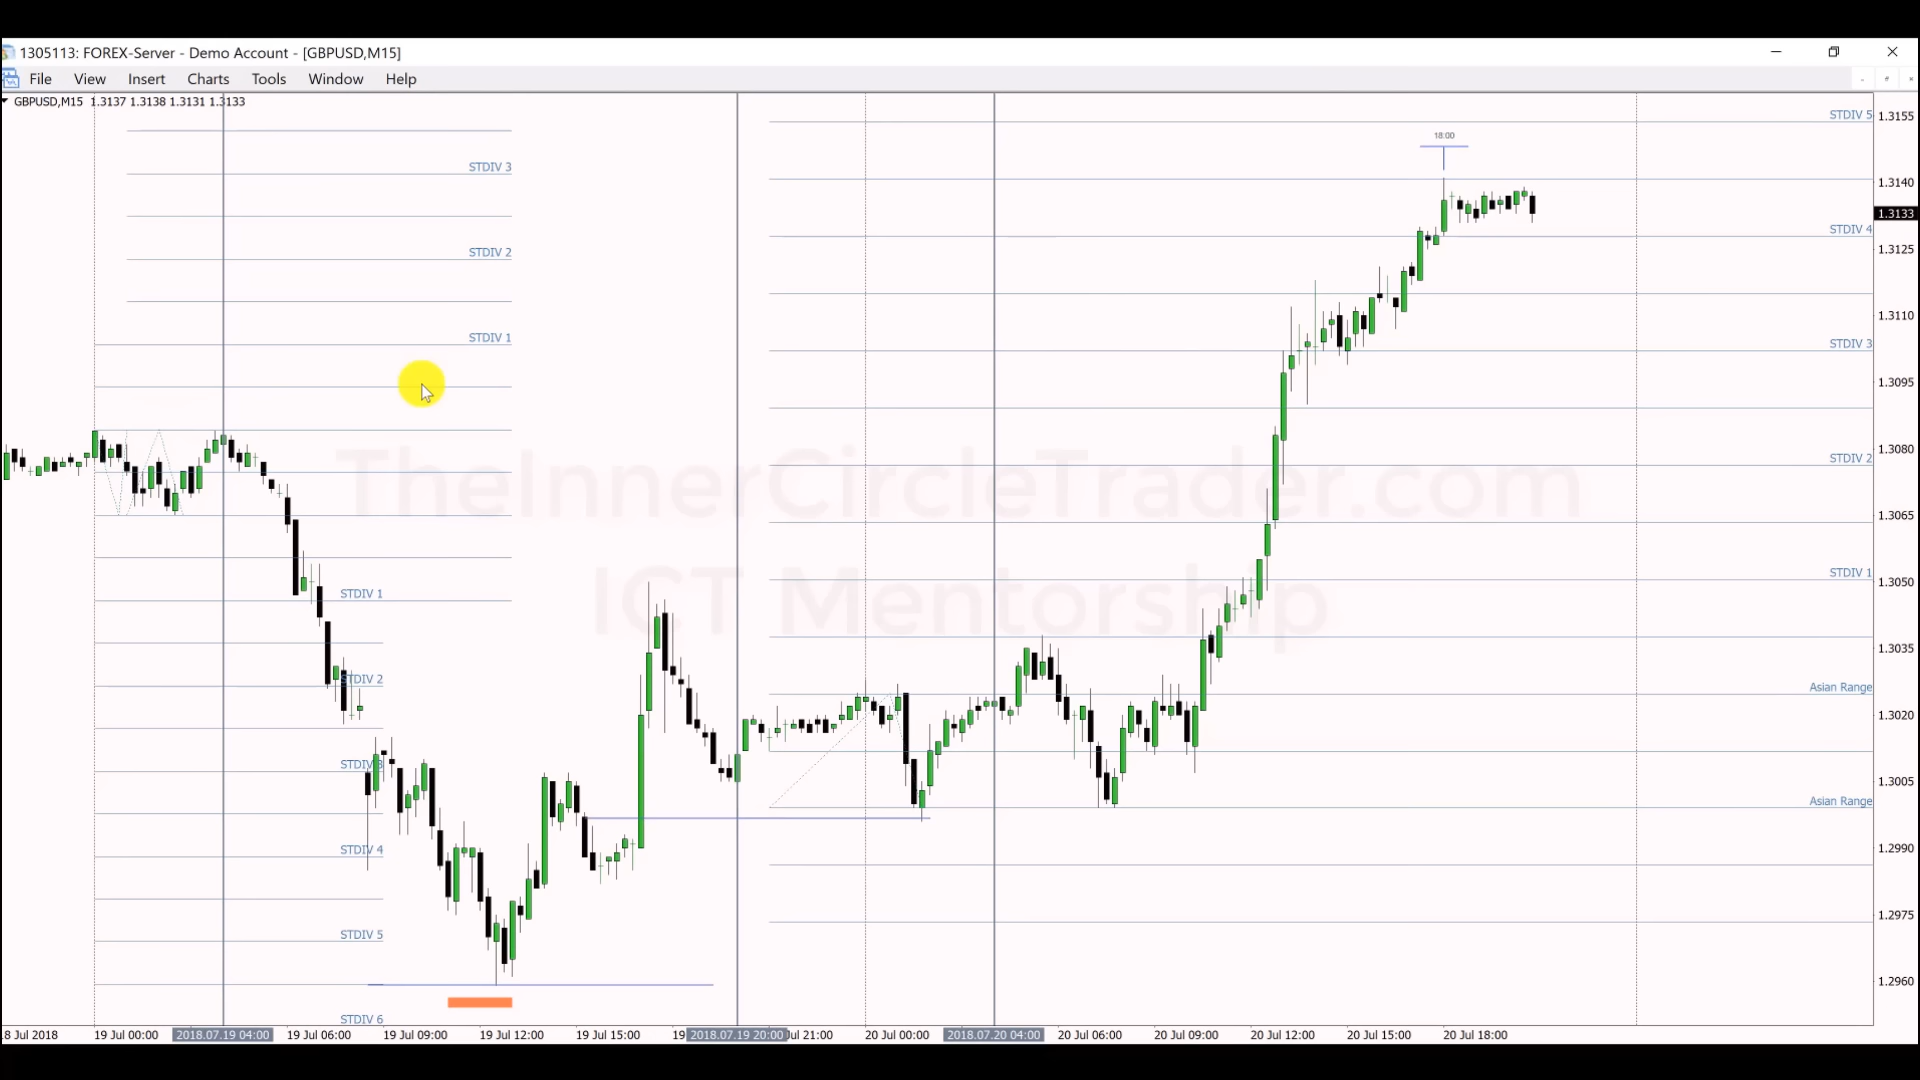 1305113: FOREX-Server - Demo Account - [GBPUSD,M15]
File View Insert Charts Tools Window Help
GBPUSD,M15 1.3137 1.3138 1.3131 1.3133
STDIV 5 1.3155
18:00
STDIV 3
1.3140
1.3133
STDIV 4
1.3125
STDIV 2
1.3110
STDIV 1
STDIV 3
1.3095
1.3080
STDIV 2
TheInnerCircleTrader.com
1.3065
STDIV 1
1.3050
STDIV 1
ICT Mentorship
1.3035
STDIV 2
Asian Range
1.3020
STDIV 3
1.3005
Asian Range
STDIV 4
1.2990
1.2975
STDIV 5
1.2960
STDIV 6
8 Jul 2018 19 Jul 00:00 2018.07.19 04:00 19 Jul 06:00 19 Jul 09:00 19 Jul 12:00 19 Jul 15:00 19 2018.07.19 20:00 Jul 21:00 20 Jul 00:00 2018.07.20 04:00 20 Jul 06:00 20 Jul 09:00 20 Jul 12:00 20 Jul 15:00 20 Jul 18:00